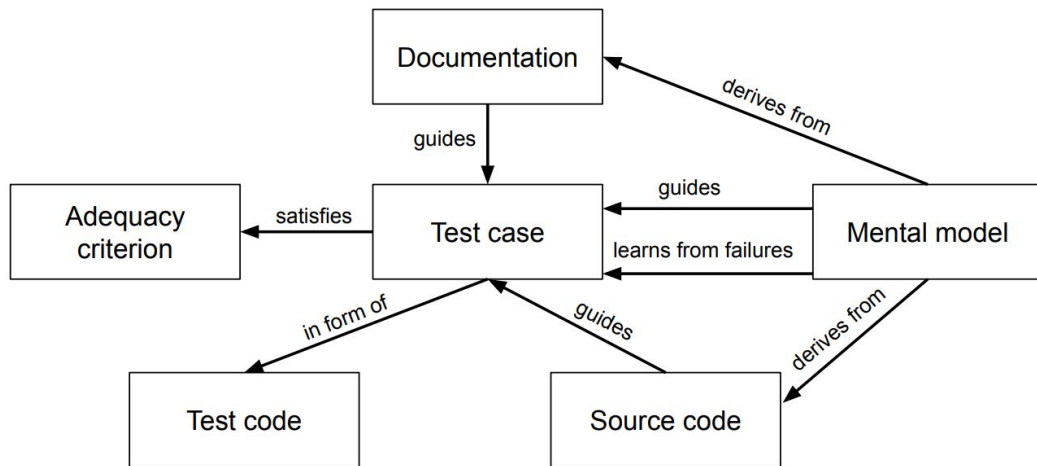 Documentation
derives from
guides
Adequacy
criterion
satisfies
Test case
guides
learns from failures
Mental model
in form of
guides
derives from
Test code
Source code